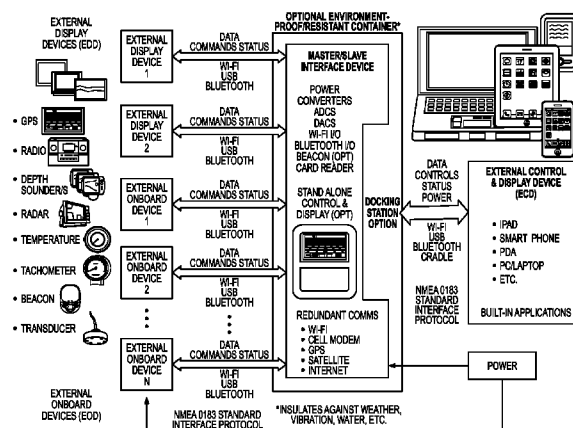 EXTERNAL
DISPLAY
DEVICES (EDD)
• GPS
• RADIO
• DEPTH
SOUNDER/S
• RADAR
• TEMPERATURE
• TACHOMETER
• BEACON
• TRANSDUCER
EXTERNAL
ONBOARD
DEVICES (EOD)
EXTERNAL
DISPLAY
DEVICE
1
EXTERNAL
DISPLAY
DEVICE
2
EXTERNAL
ONBOARD
DEVICE
1
EXTERNAL
ONBOARD
DEVICE
2
EXTERNAL
ONBOARD
DEVICE
N
DATA
COMMANDS STATUS
WI-FI
USB
BLUETOOTH
DATA
COMMANDS STATUS
WI-FI
USB
BLUETOOTH
DATA
COMMANDS STATUS
WI-FI
USB
BLUETOOTH
DATA
COMMANDS STATUS
WI-FI
USB
BLUETOOTH
DATA
COMMANDS STATUS
WI-FI
USB
BLUETOOTH
NMEA 0183 STANDARD
INTERFACE PROTOCOL
OPTIONAL ENVIRONMENT-
PROOF/RESISTANT CONTAINER*
MASTER/SLAVE
INTERFACE DEVICE
POWER
CONVERTERS
ADCS
DACS
WI-FI I/O
BLUETOOTH I/O
BEACON (OPT)
CARD READER
STAND ALONE
CONTROL &
DISPLAY (OPT)
REDUNDANT COMMS
• WI-FI
• CELL MODEM
• GPS
• SATELLITE
• INTERNET
*INSULATES AGAINST WEATHER,
VIBRATION, WATER, ETC.
DOCKING
STATION
OPTION
DATA
CONTROLS
STATUS
POWER
WI-FI
USB
BLUETOOTH
CRADLE
NMEA 0183
STANDARD
INTERFACE
PROTOCOL
EXTERNAL CONTROL
& DISPLAY DEVICE
(ECD)
• IPAD
• SMART PHONE
• PDA
• PC/LAPTOP
• ETC.
BUILT-IN APPLICATIONS
POWER